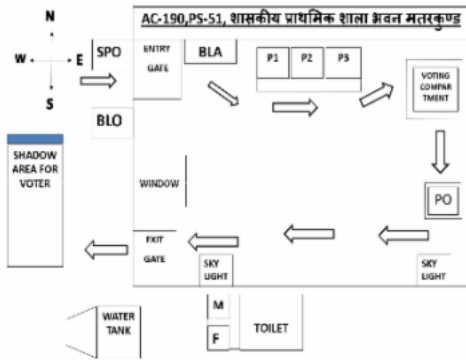 AC-190,PS-51, शासकीय प्राथमिक शाला भवन मतरकुण्ड
N
W
E
S
SPO
ENTRY
GATE
BLA
P1
P2
P3
VOTING
COMPAR
TMENT
BLO
SHADOW
AREA FOR
VOTER
WINDOW
PO
EXIT
GATE
SKY
LIGHT
SKY
LIGHT
WATER
TANK
M
F
TOILET